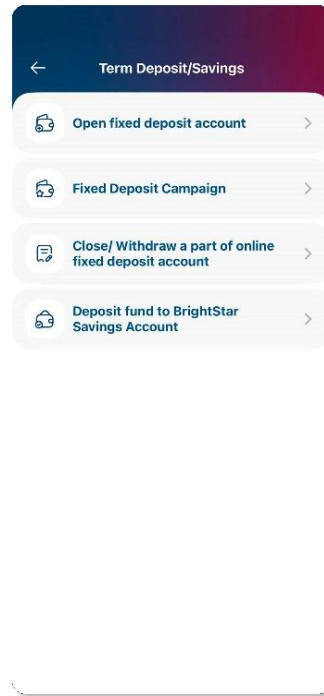 Term Deposit/Savings
Open fixed deposit account
Fixed Deposit Campaign
Close/ Withdraw a part of online
fixed deposit account
Deposit fund to BrightStar
Savings Account